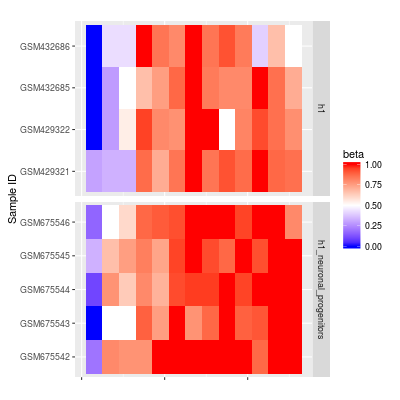 GSM432686
GSM432685
GSM429322
GSM429321
h1
GSM675546
GSM675545
GSM675544
GSM675543
GSM675542
h1_neuronal_progenitors
Sample ID
beta
1.00
0.75
0.50
0.25
0.00